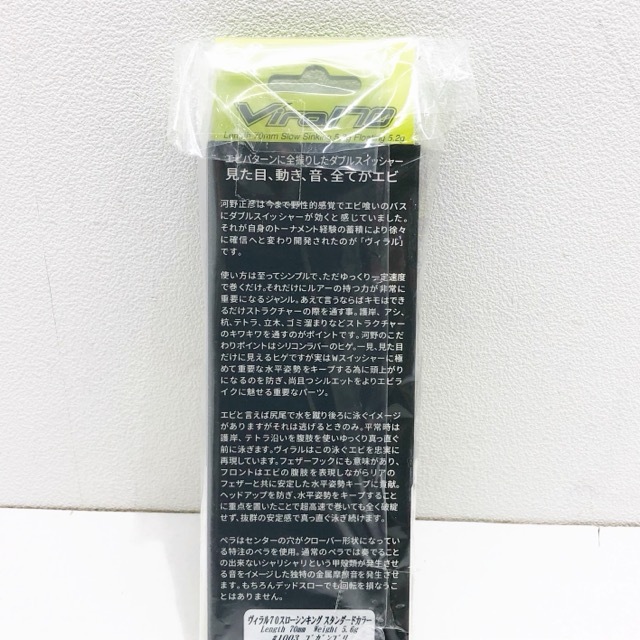 Viral 70
Length 70mm Slow Sinking 5.6g Floating 5.2g
エビパターンに全振りしたダブルスイッシャー
見た目、動き、音、全てがエビ
河野正彦は今まで野性的感覚でエビ喰いのバス
にダブルスイッシャーが効くと感じていました。
それが自身のトーナメント経験の蓄積により徐々
に確信へと変わり開発されたのが「ヴィラル」
です。
使い方は至ってシンプルで、ただゆっくり一定速度
で巻くだけ。それだけにルアーの持つ力が非常に
重要になるジャンル。あえて言うならばキモはでき
るだけストラクチャーの際を通す事。護岸、アシ、
杭、テトラ、立木、ゴミ溜まりなどストラクチャー
のキワキワを通すのがポイントです。河野のこ
だわりポイントはシリコンラバーのヒゲ。一見、見た目
だけに見えるヒゲですが実はWスイッシャーに極
めて重要な水平姿勢をキープする為に頭上がり
になるのを防ぎ、尚且つシルエットをよりエビラ
イクに魅せる重要なパーツ。
エビと言えば尻尾で水を蹴り後ろに泳ぐイメージ
がありますがそれは逃げるときのみ。平常時は
護岸、テトラ沿いを腹肢を使いゆっくり真っ直ぐ
前に泳ぎます。ヴィラルはこの泳ぐエビを忠実に
再現しています。フェザーフックにも意味があり、
フロントはエビの腹肢を表現しながらリアの
フェザーと共に安定した水平姿勢キープに貢献。
ヘッドアップを防ぎ、水平姿勢をキープすること
に重点を置いたことで超高速で巻いても全く破綻
せず、抜群の安定感で真っ直ぐ泳ぎ続けます。
ペラはセンターの穴がクローバー形状になっている
特注のペラを使用。通常のペラでは奏でること
の出来ないシャリシャリという甲殻類が発生させ
る音をイメージした独特の金属摩擦音を発生させ
ます。もちろんデッドスローでも回転を損なうこと
はありません。
ヴィラル70スローシンキング スタンダードカラー
Length 70mm Weight 5.6g
#1003